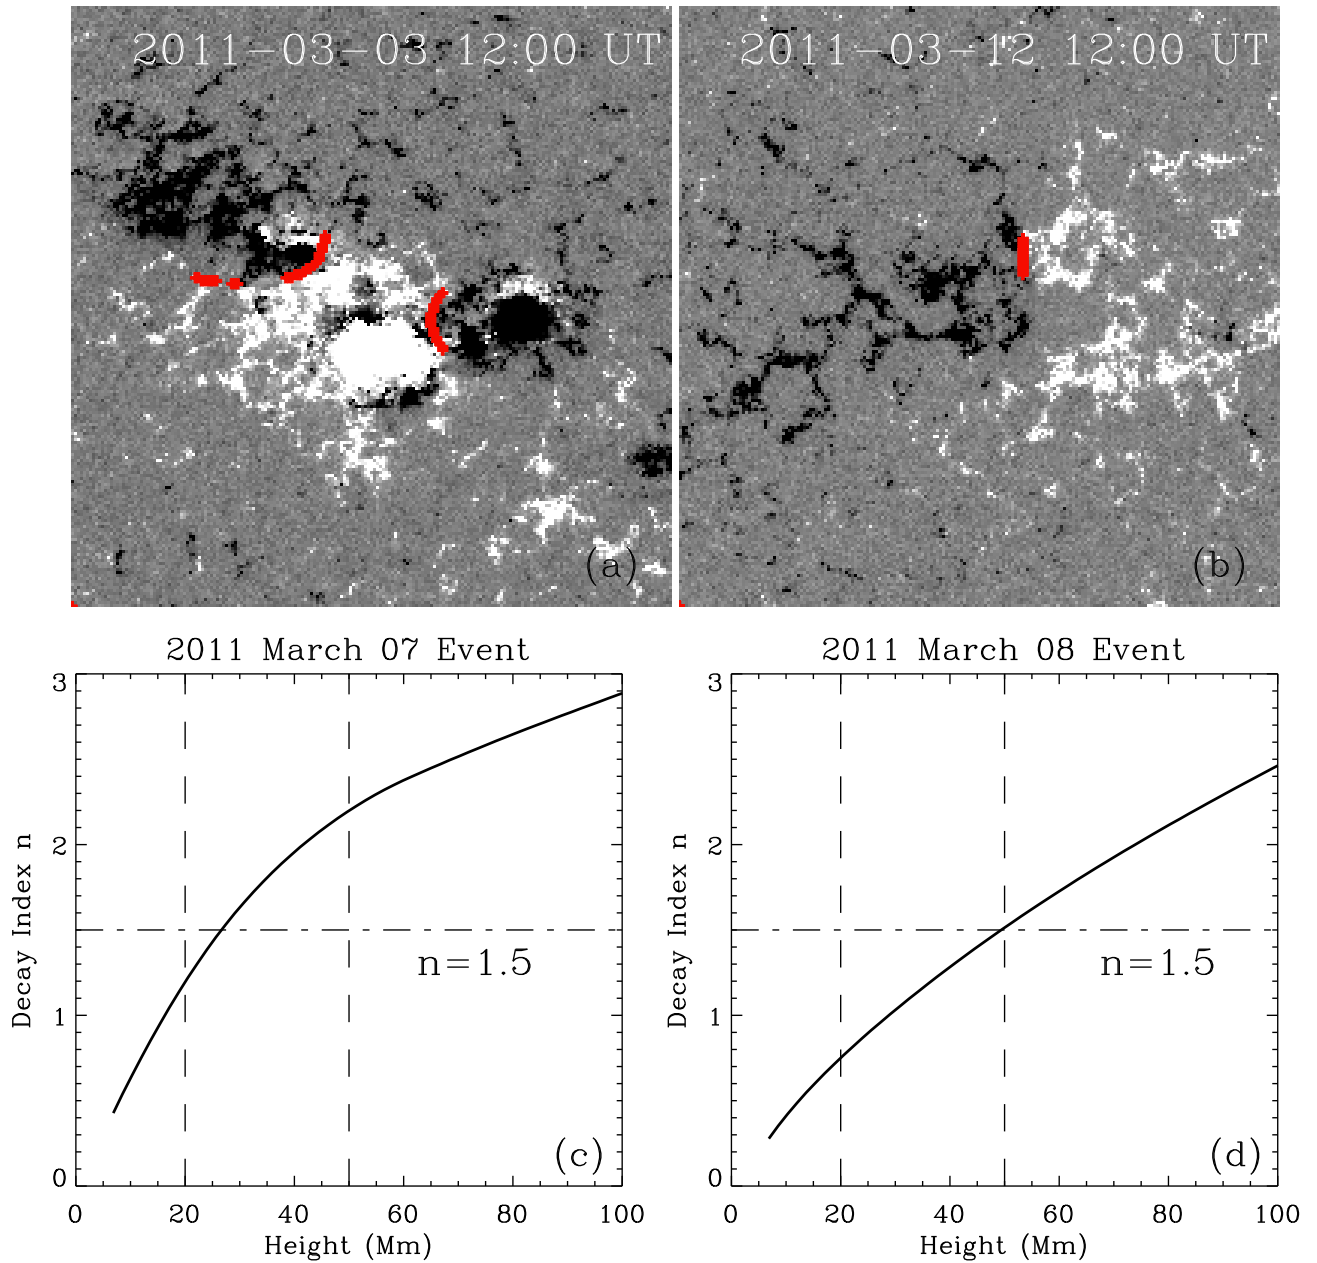 2011-03-03 12:00 UT
2011-03-12 12:00 UT
(a)
(b)
2011 March 07 Event
2011 March 08 Event
3
2
1
0
Decay Index n
n=1.5
(c)
0 20 40 60 80 100
Height (Mm)
3
2
1
0
Decay Index n
n=1.5
(d)
0 20 40 60 80 100
Height (Mm)